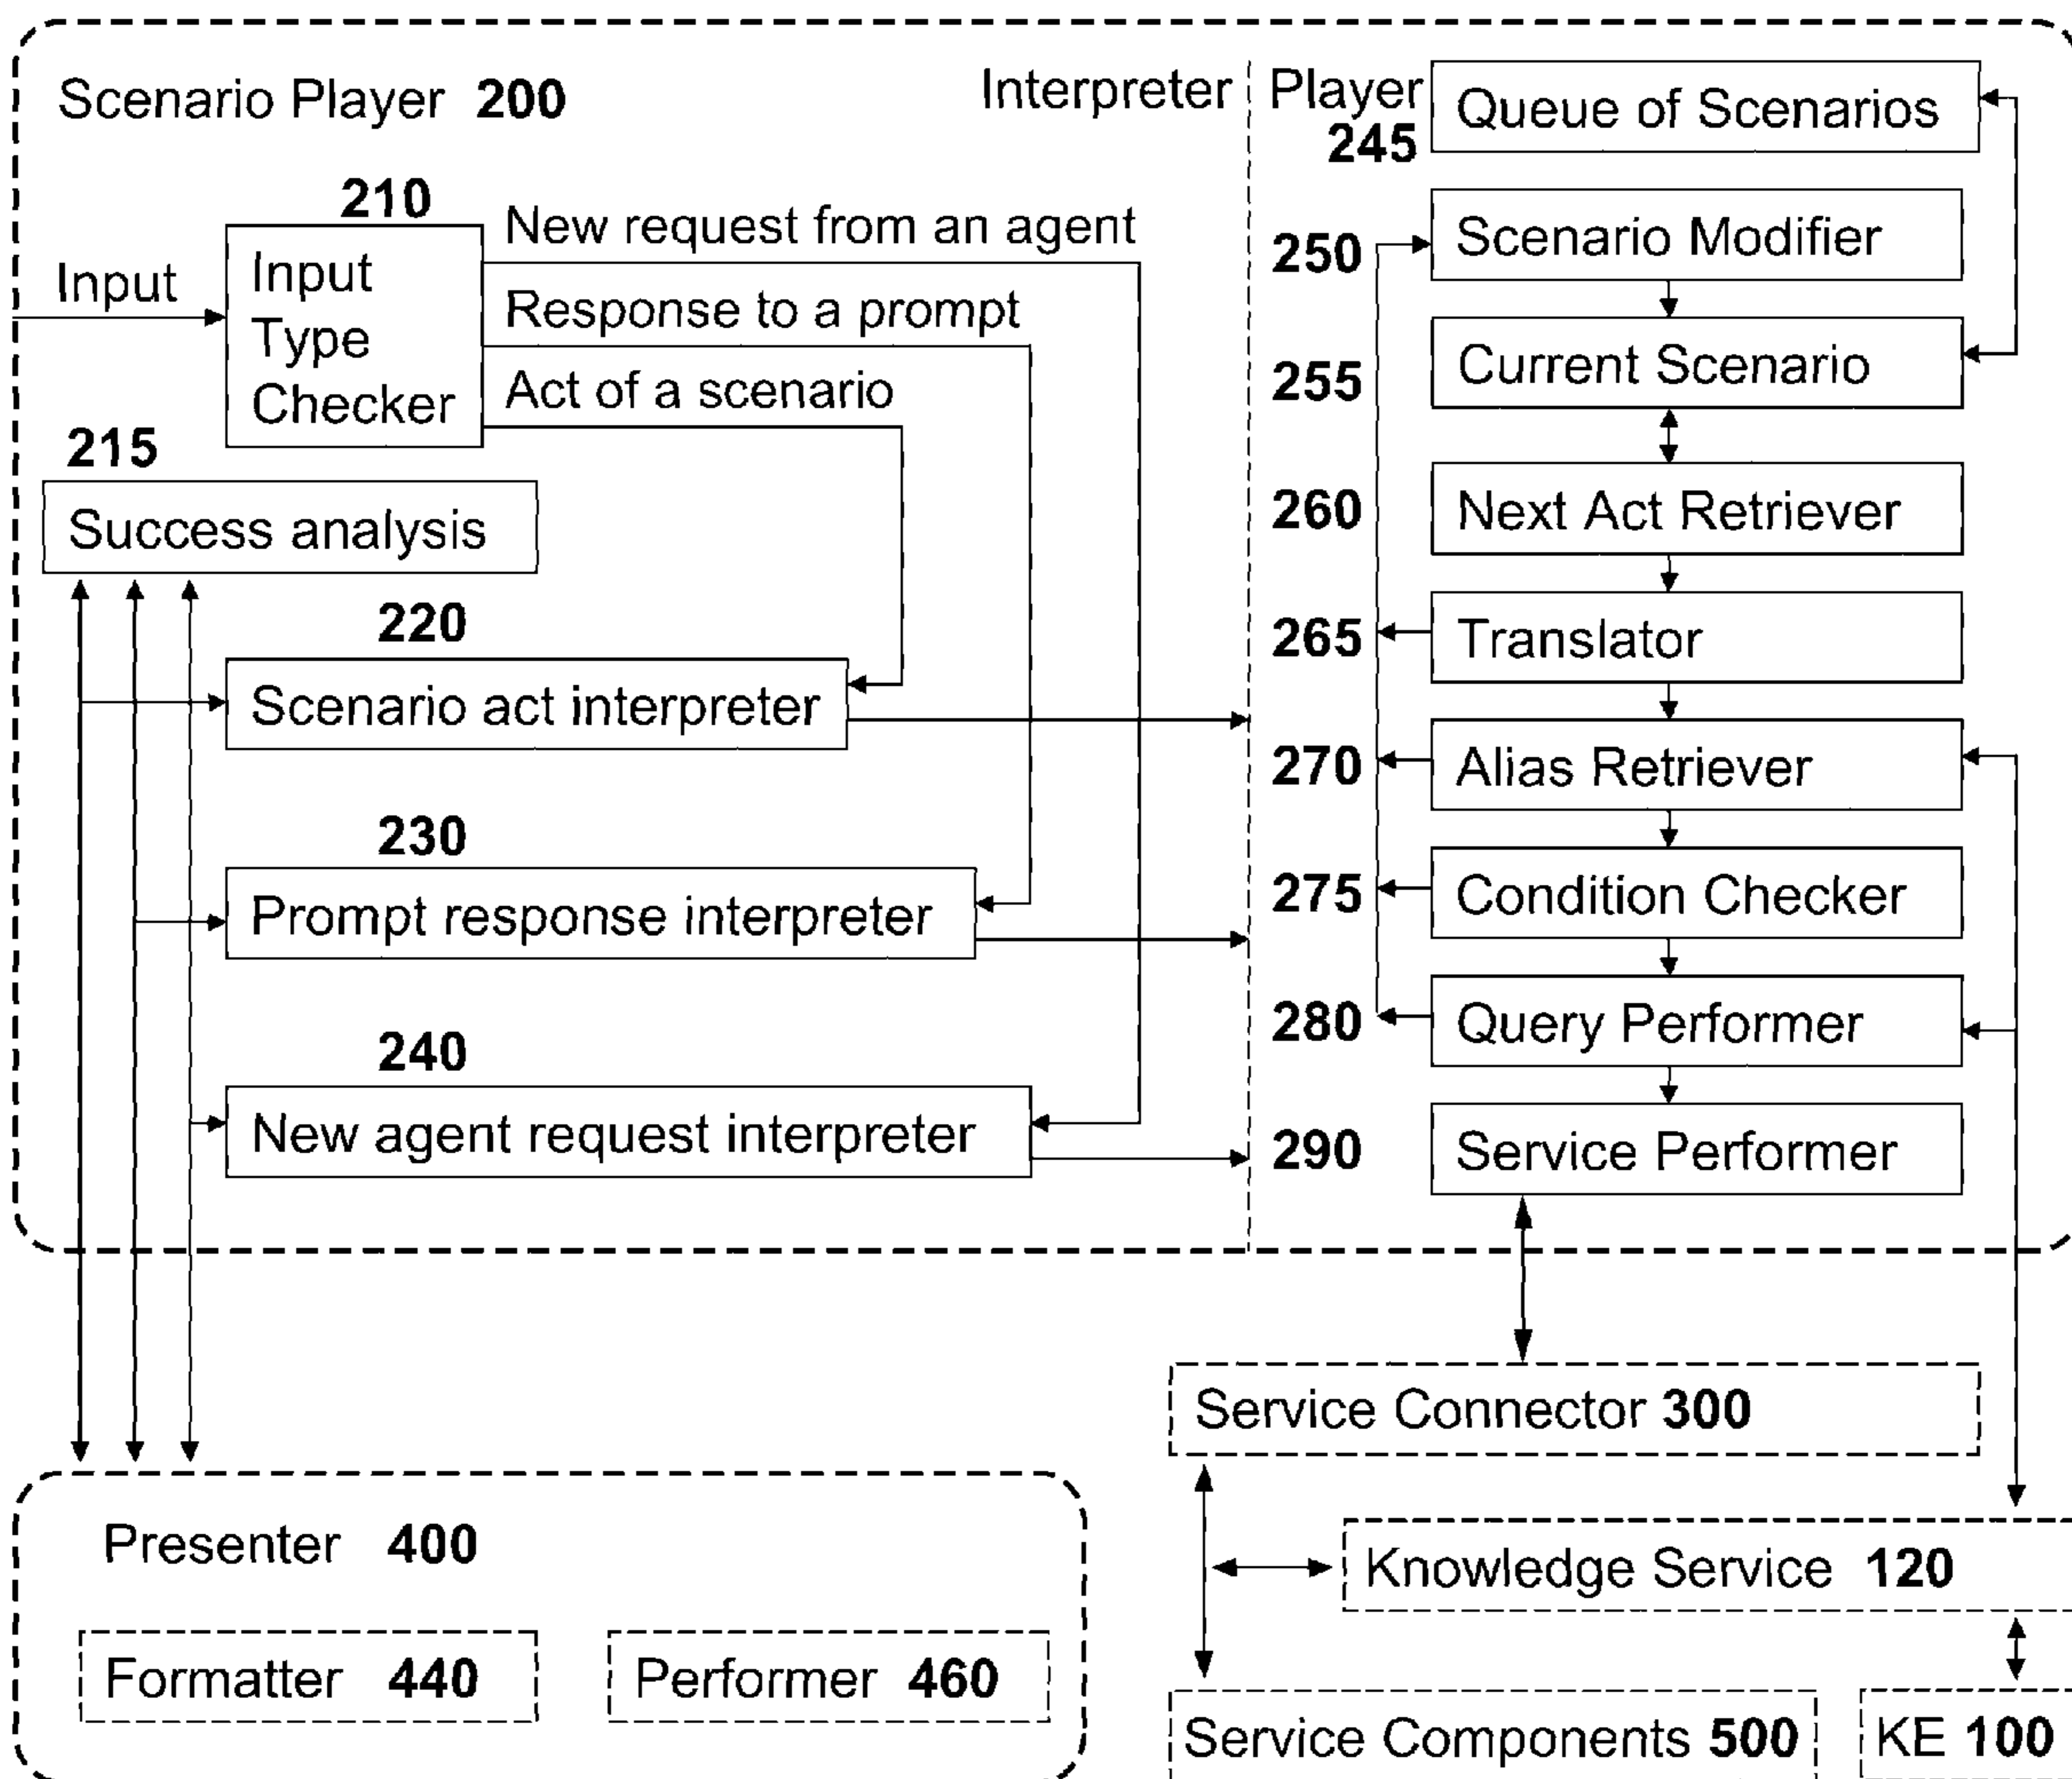 Scenario Player 200
Interpreter
Player
245
Queue of Scenarios
210
New request from an agent
Input
Input
Type
Checker
Response to a prompt
Act of a scenario
215
Success analysis
220
Scenario act interpreter
230
Prompt response interpreter
240
New agent request interpreter
250
Scenario Modifier
255
Current Scenario
260
Next Act Retriever
265
Translator
270
Alias Retriever
275
Condition Checker
280
Query Performer
290
Service Performer
Service Connector 300
Knowledge Service 120
Service Components 500
KE 100
Presenter 400
Formatter 440
Performer 460